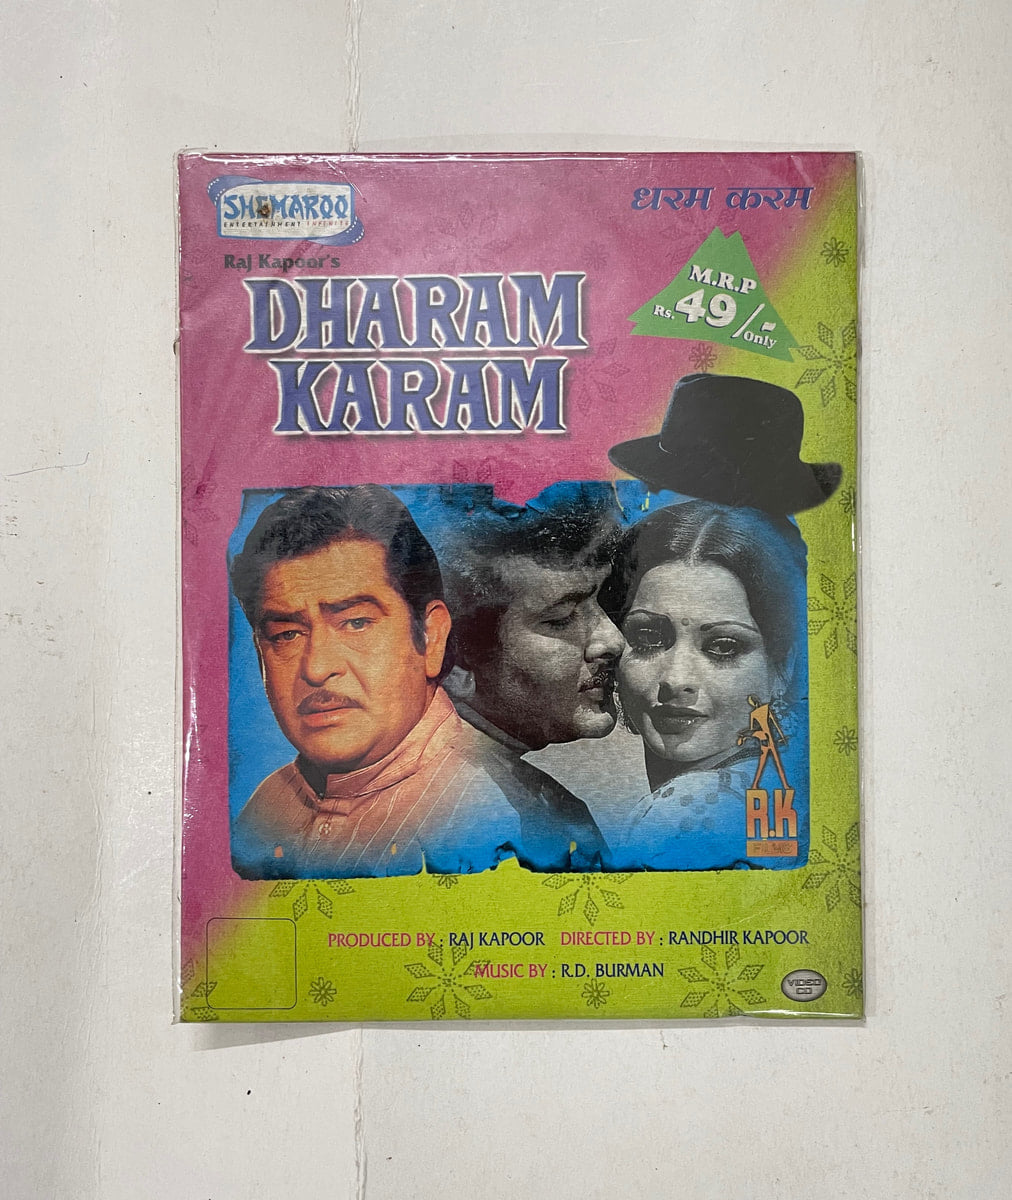 SHEMAROO
ENTERTAINMENT INFINITE
धरम करम
Raj Kapoor's
DHARAM
KARAM
M.R.P
Rs. 49/-
Only
R.K
FILMS
PRODUCED BY : RAJ KAPOOR DIRECTED BY : RANDHIR KAPOOR
MUSIC BY : R.D. BURMAN
VIDEO
CD